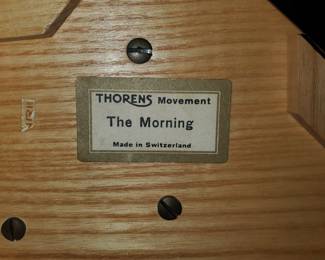 THORENS Movement
The Morning
Made in Switzerland